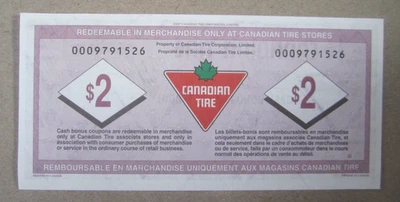 REDEEMABLE IN MERCHANDISE ONLY AT CANADIAN TIRE STORES
Property of Canadian Tire Corporation, Limited.
Propriété de la Société Canadian Tire Limitée.
0009791526
0009791526
$2
CANADIAN
TIRE
$2
Cash bonus coupons are redeemable in merchandise
only at Canadian Tire associate stores and only in
association with consumer purchases of merchandise
or service in the ordinary course of retail business.
Les billets-bonis sont remboursables en marchandise
uniquement aux magasins associés Canadian Tire, et
cela seulement dans le cadre d'achats de marchandises
ou de service, faits par un consommateur dans le cours
normal des opérations de vente au détail.
REMBOURSABLE EN MARCHANDISE UNIQUEMENT AUX MAGASINS CANADIAN TIRE